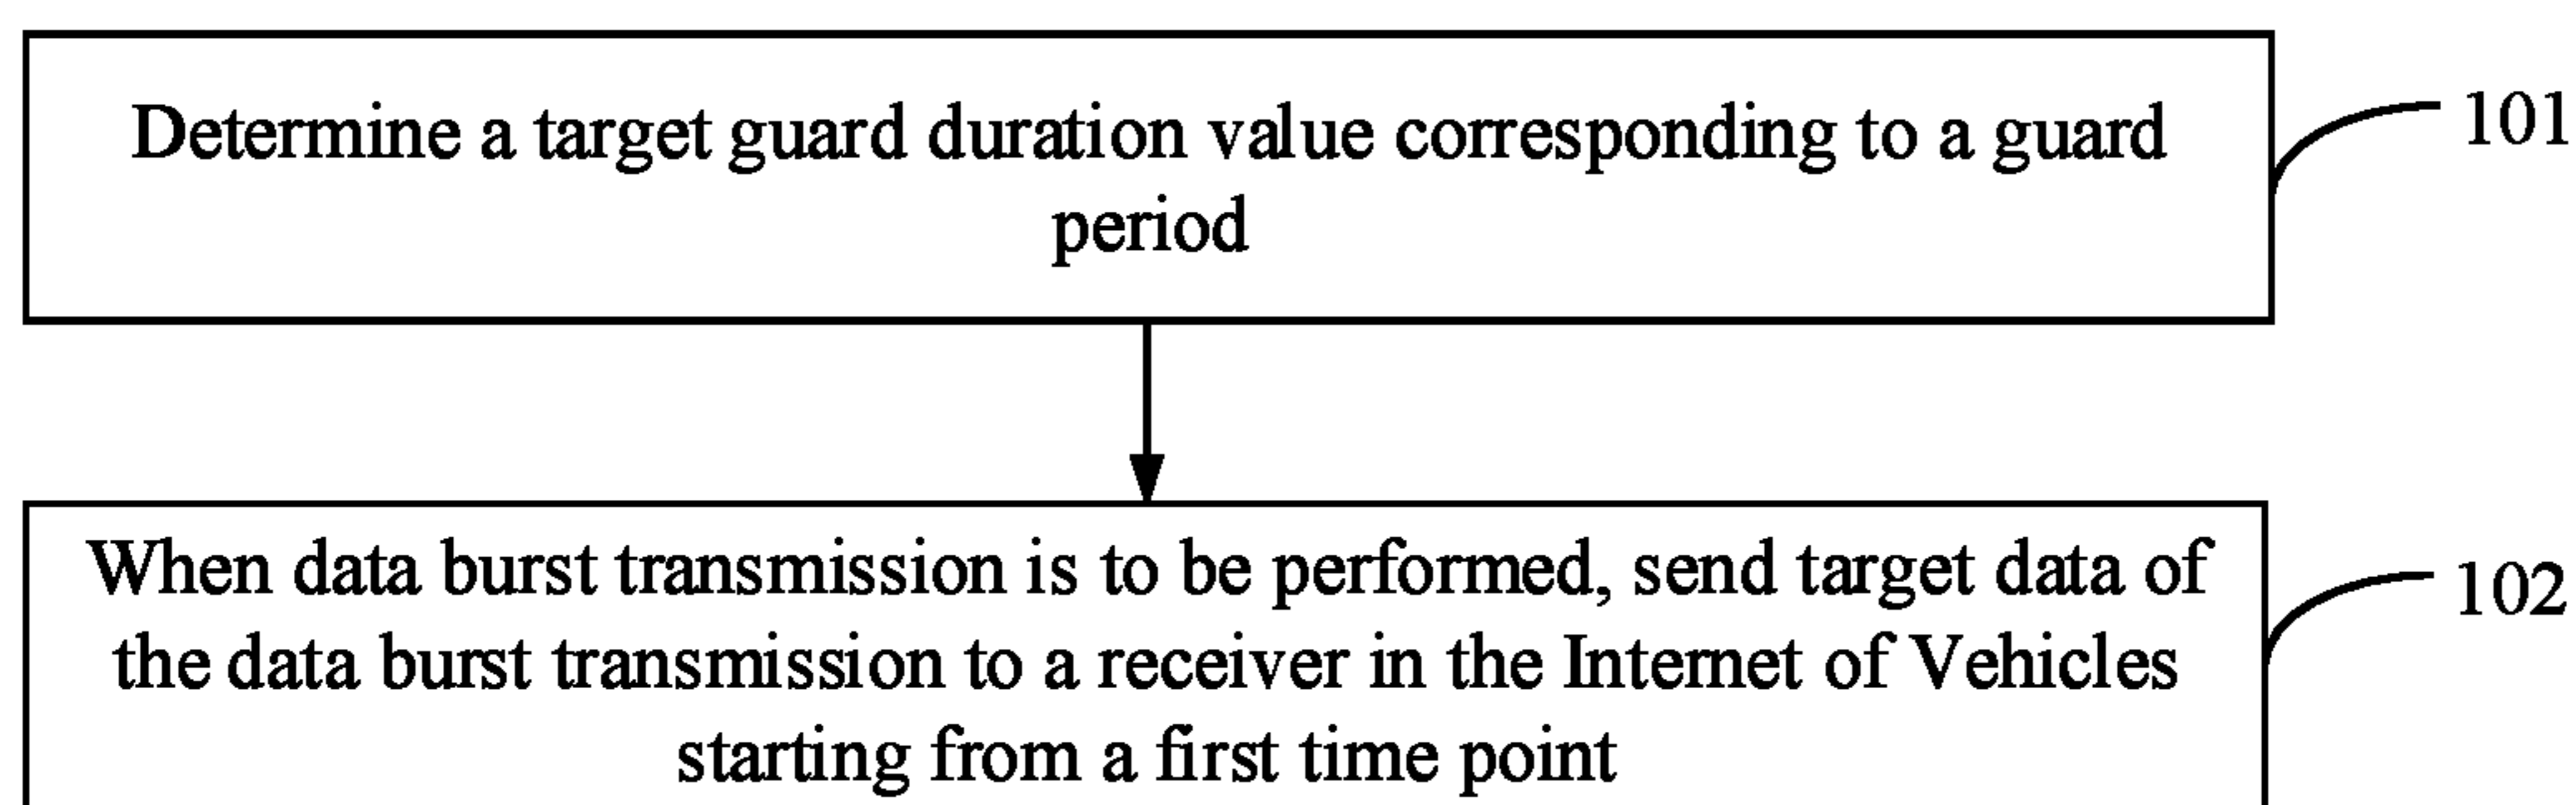 Determine a target guard duration value corresponding to a guard
period
101
When data burst transmission is to be performed, send target data of
the data burst transmission to a receiver in the Internet of Vehicles
starting from a first time point
102